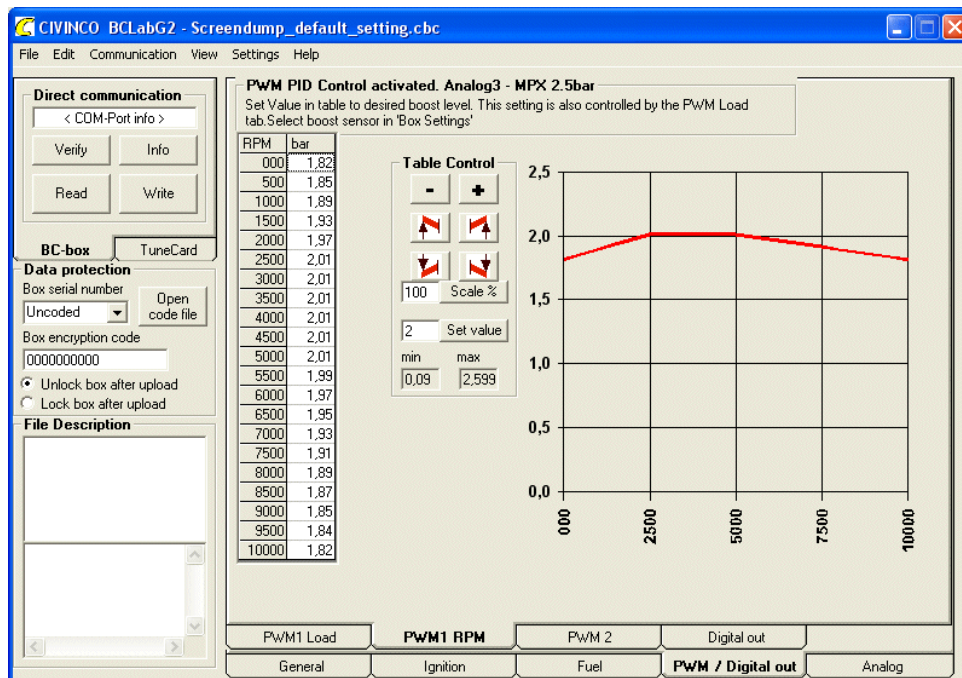 CIVINCO BCLabG2 - Screendump_default_setting.cbc
File Edit Communication View Settings Help
Direct communication
< COM-Port info >
Verify Info
Read Write
BC-box TuneCard
Data protection
Box serial number
Uncoded
Open
code file
Box encryption code
0000000000
Unlock box after upload
Lock box after upload
File Description
PWM PID Control activated. Analog3 - MPX 2.5bar
Set Value in table to desired boost level. This setting is also controlled by the PWM Load
tab.Select boost sensor in 'Box Settings'
RPM bar
000 1,82
500 1,85
1000 1,89
1500 1,93
2000 1,97
2500 2,01
3000 2,01
3500 2,01
4000 2,01
4500 2,01
5000 2,01
5500 1,99
6000 1,97
6500 1,95
7000 1,93
7500 1,91
8000 1,89
8500 1,87
9000 1,85
9500 1,84
10000 1,82
Table Control
- +
100 Scale %
2 Set value
min max
0,09 2,599
2,5
2,0
1,5
1,0
0,5
0,0
000 2500 5000 7500 10000
PWM1 Load PWM1 RPM PWM 2 Digital out
General Ignition Fuel PWM / Digital out Analog